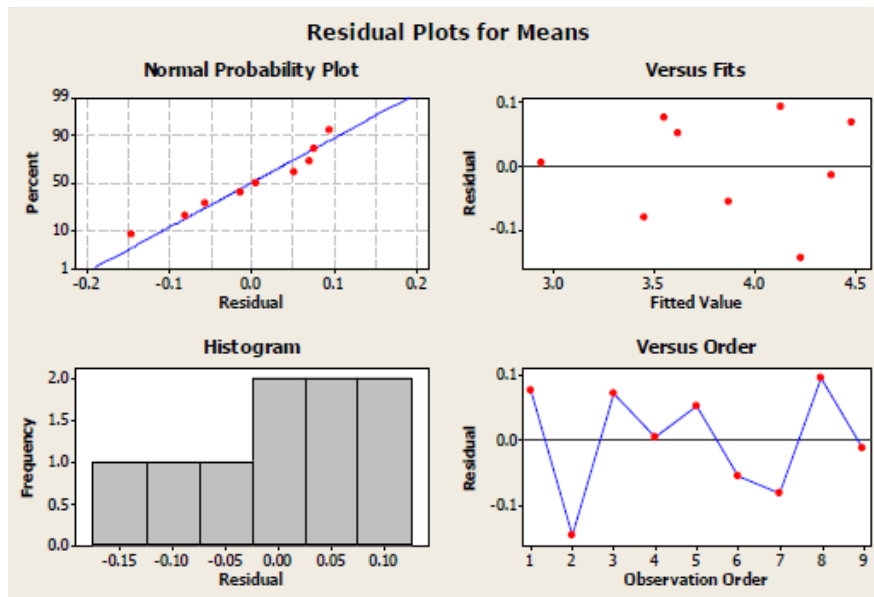 Residual Plots for Means
Normal Probability Plot
99
90
50
10
1
Percent
-0.2 -0.1 0.0 0.1 0.2
Residual
Versus Fits
0.1
0.0
-0.1
Residual
3.0 3.5 4.0 4.5
Fitted Value
Histogram
2.0
1.5
1.0
0.5
0.0
Frequency
-0.15 -0.10 -0.05 0.00 0.05 0.10
Residual
Versus Order
0.1
0.0
-0.1
Residual
1 2 3 4 5 6 7 8 9
Observation Order